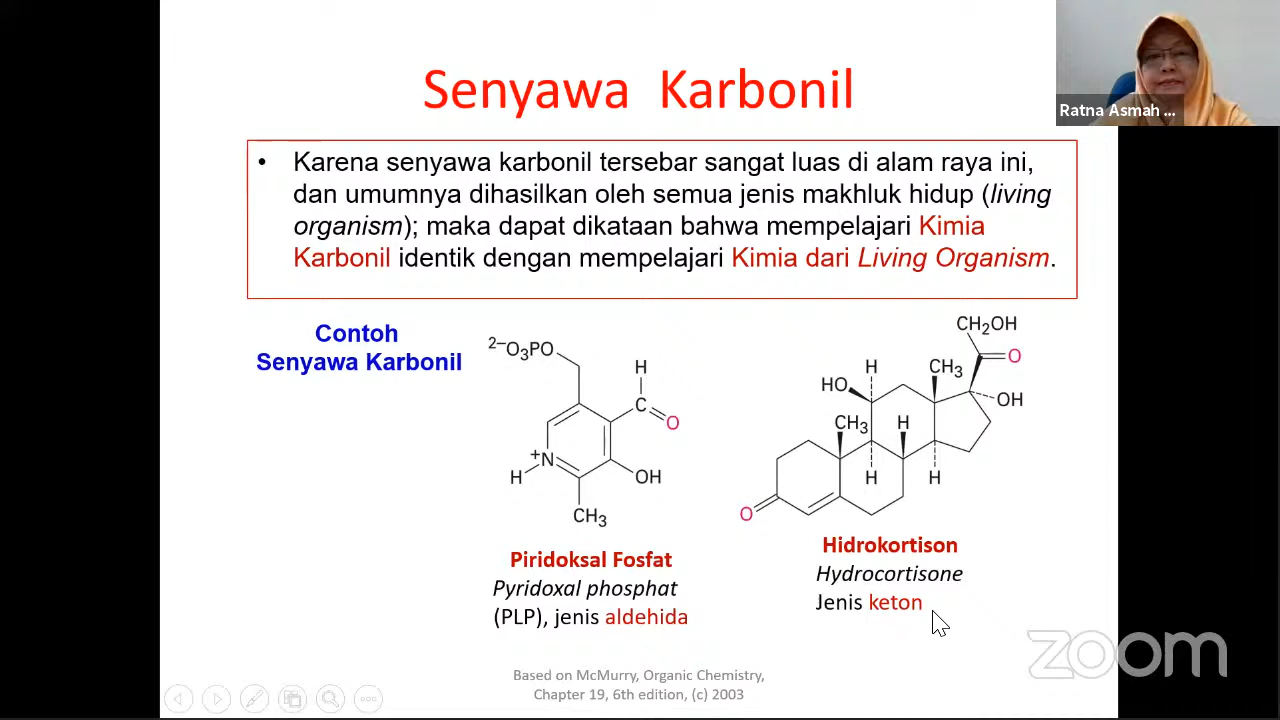 Senyawa Karbonil
Ratna Asmah ...
• Karena senyawa karbonil tersebar sangat luas di alam raya ini,
dan umumnya dihasilkan oleh semua jenis makhluk hidup (living
organism); maka dapat dikataan bahwa mempelajari Kimia
Karbonil identik dengan mempelajari Kimia dari Living Organism.
Contoh
Senyawa Karbonil
2–O3PO
H
C
O
+N
H
OH
CH3
CH2OH
O
H
CH3
HO
OH
CH3
H
H
H
O
Piridoksal Fosfat
Pyridoxal phosphat
(PLP), jenis aldehida
Hidrokortison
Hydrocortisone
Jenis keton
zoom
Based on McMurry, Organic Chemistry,
Chapter 19, 6th edition, (c) 2003